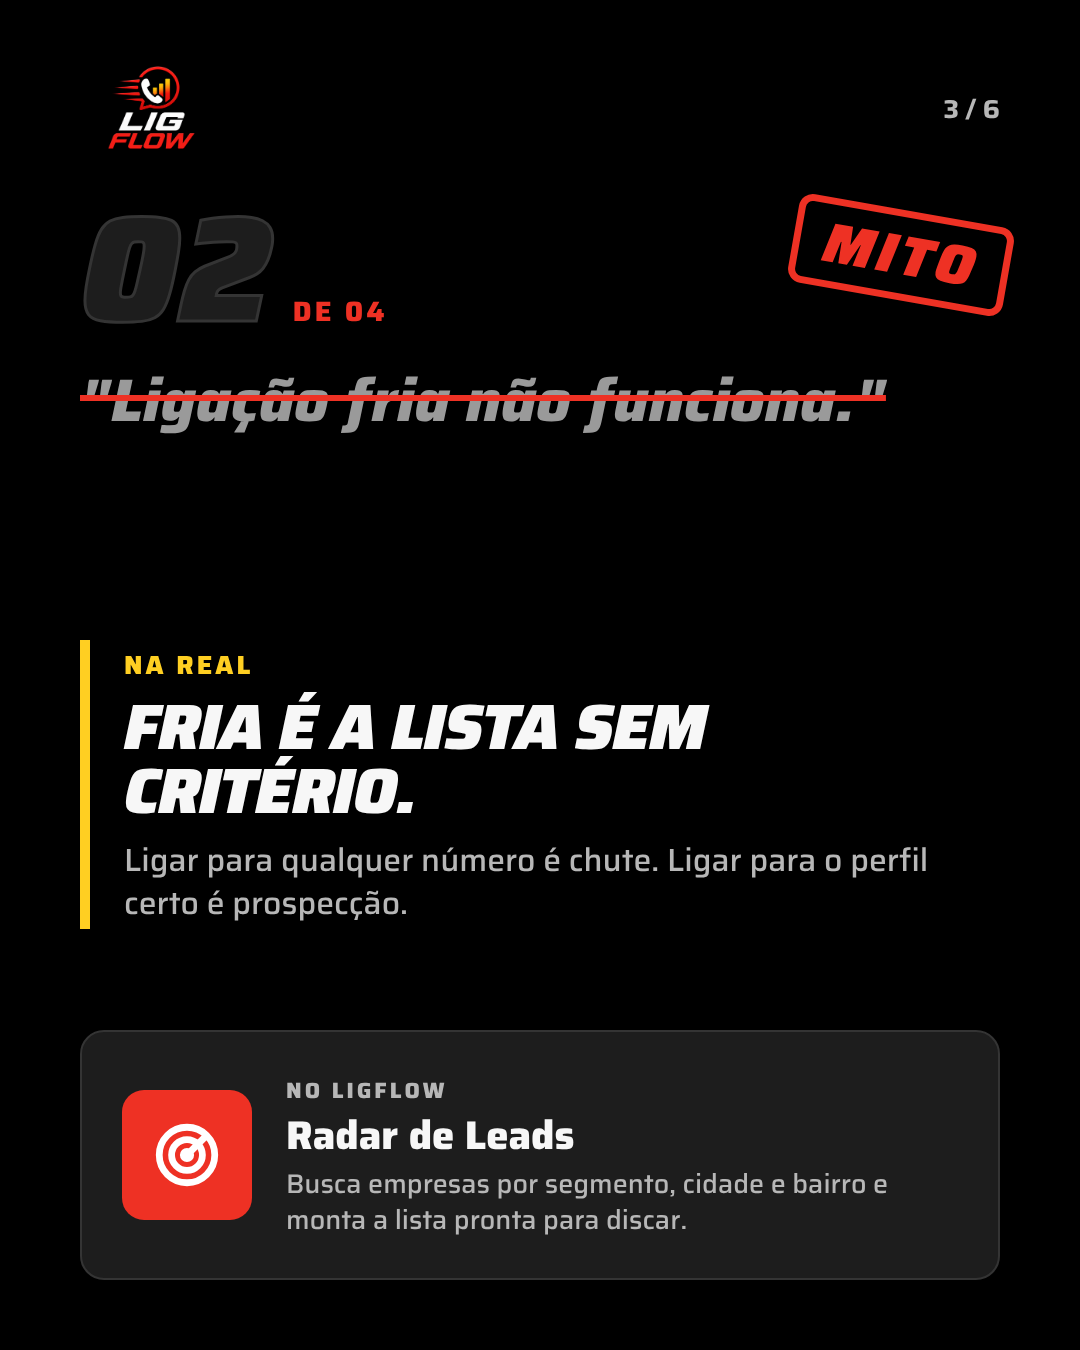 LIG
FLOW
3 / 6
02 DE 04
MITO
"Ligação fria não funciona."
NA REAL
FRIA É A LISTA SEM
CRITÉRIO.
Ligar para qualquer número é chute. Ligar para o perfil
certo é prospecção.
NO LIGFLOW
Radar de Leads
Busca empresas por segmento, cidade e bairro e
monta a lista pronta para discar.